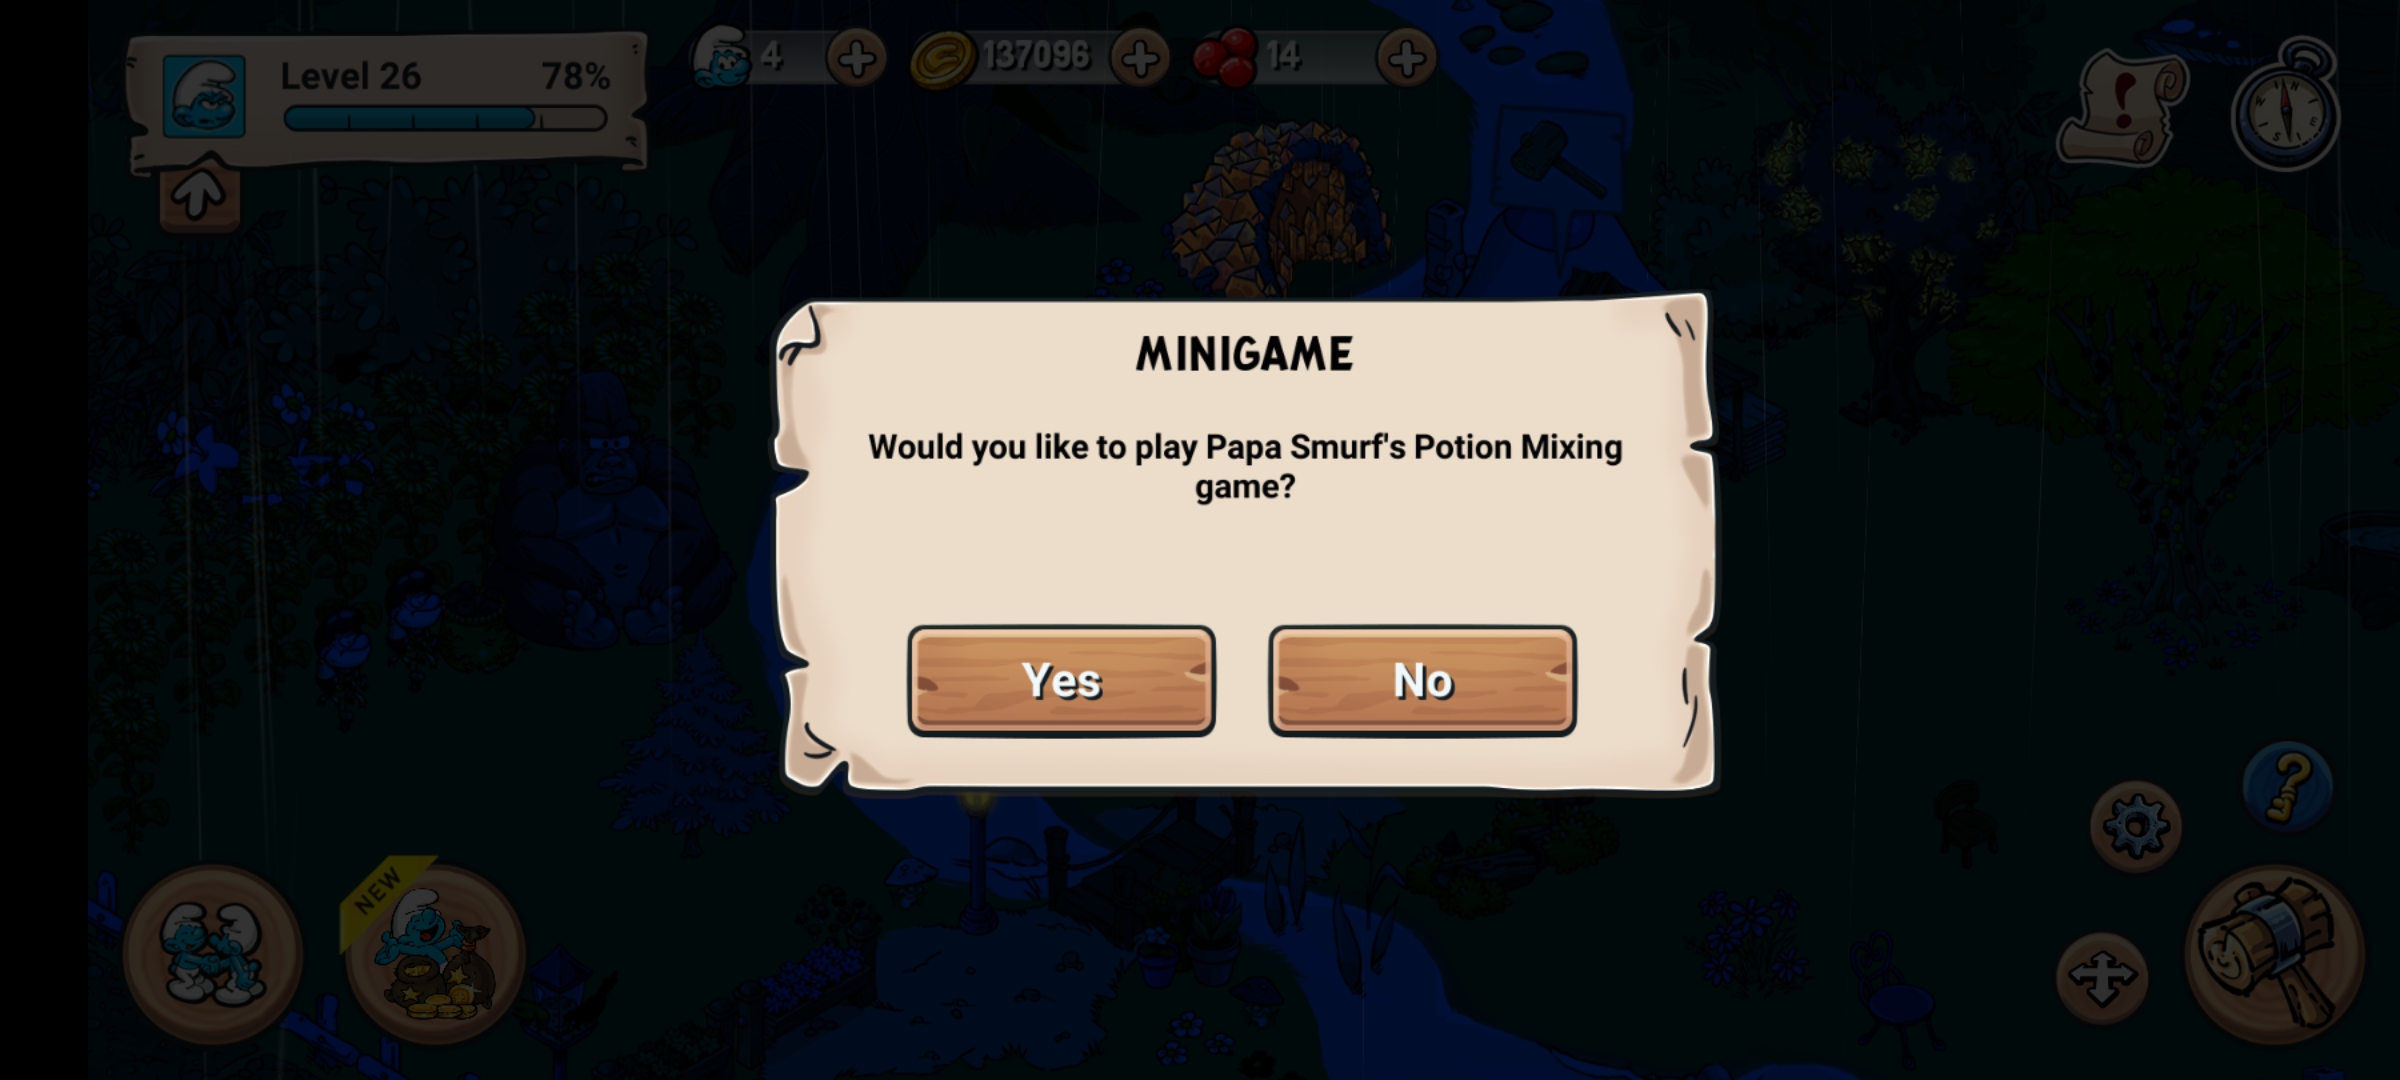 Level 26
78%
4
137096
14
MINIGAME
Would you like to play Papa Smurf's Potion Mixing
game?
Yes
No
NEW